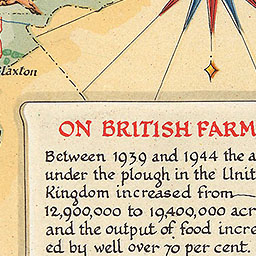 Claxton
ON BRITISH FARM
Between 1939 and 1944 the a
under the plough in the Unit
Kingdom increased from
12,900,000 to 19,400,000 acr
and the output of food incre
ed by well over 70 per cent.